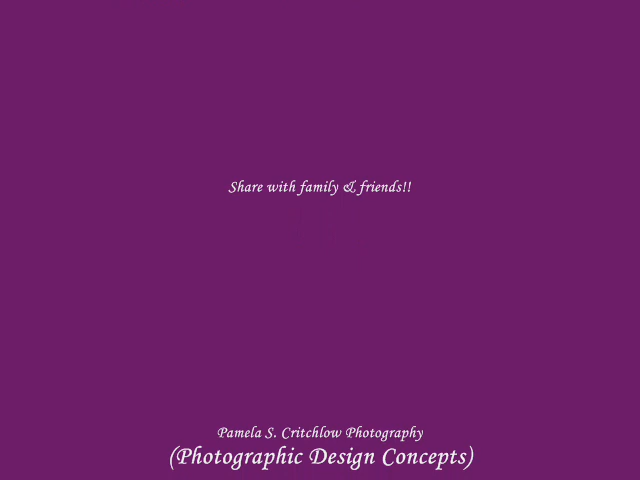 Share with family & friends!!
Pamela S. Critchlow Photography
(Photographic Design Concepts)